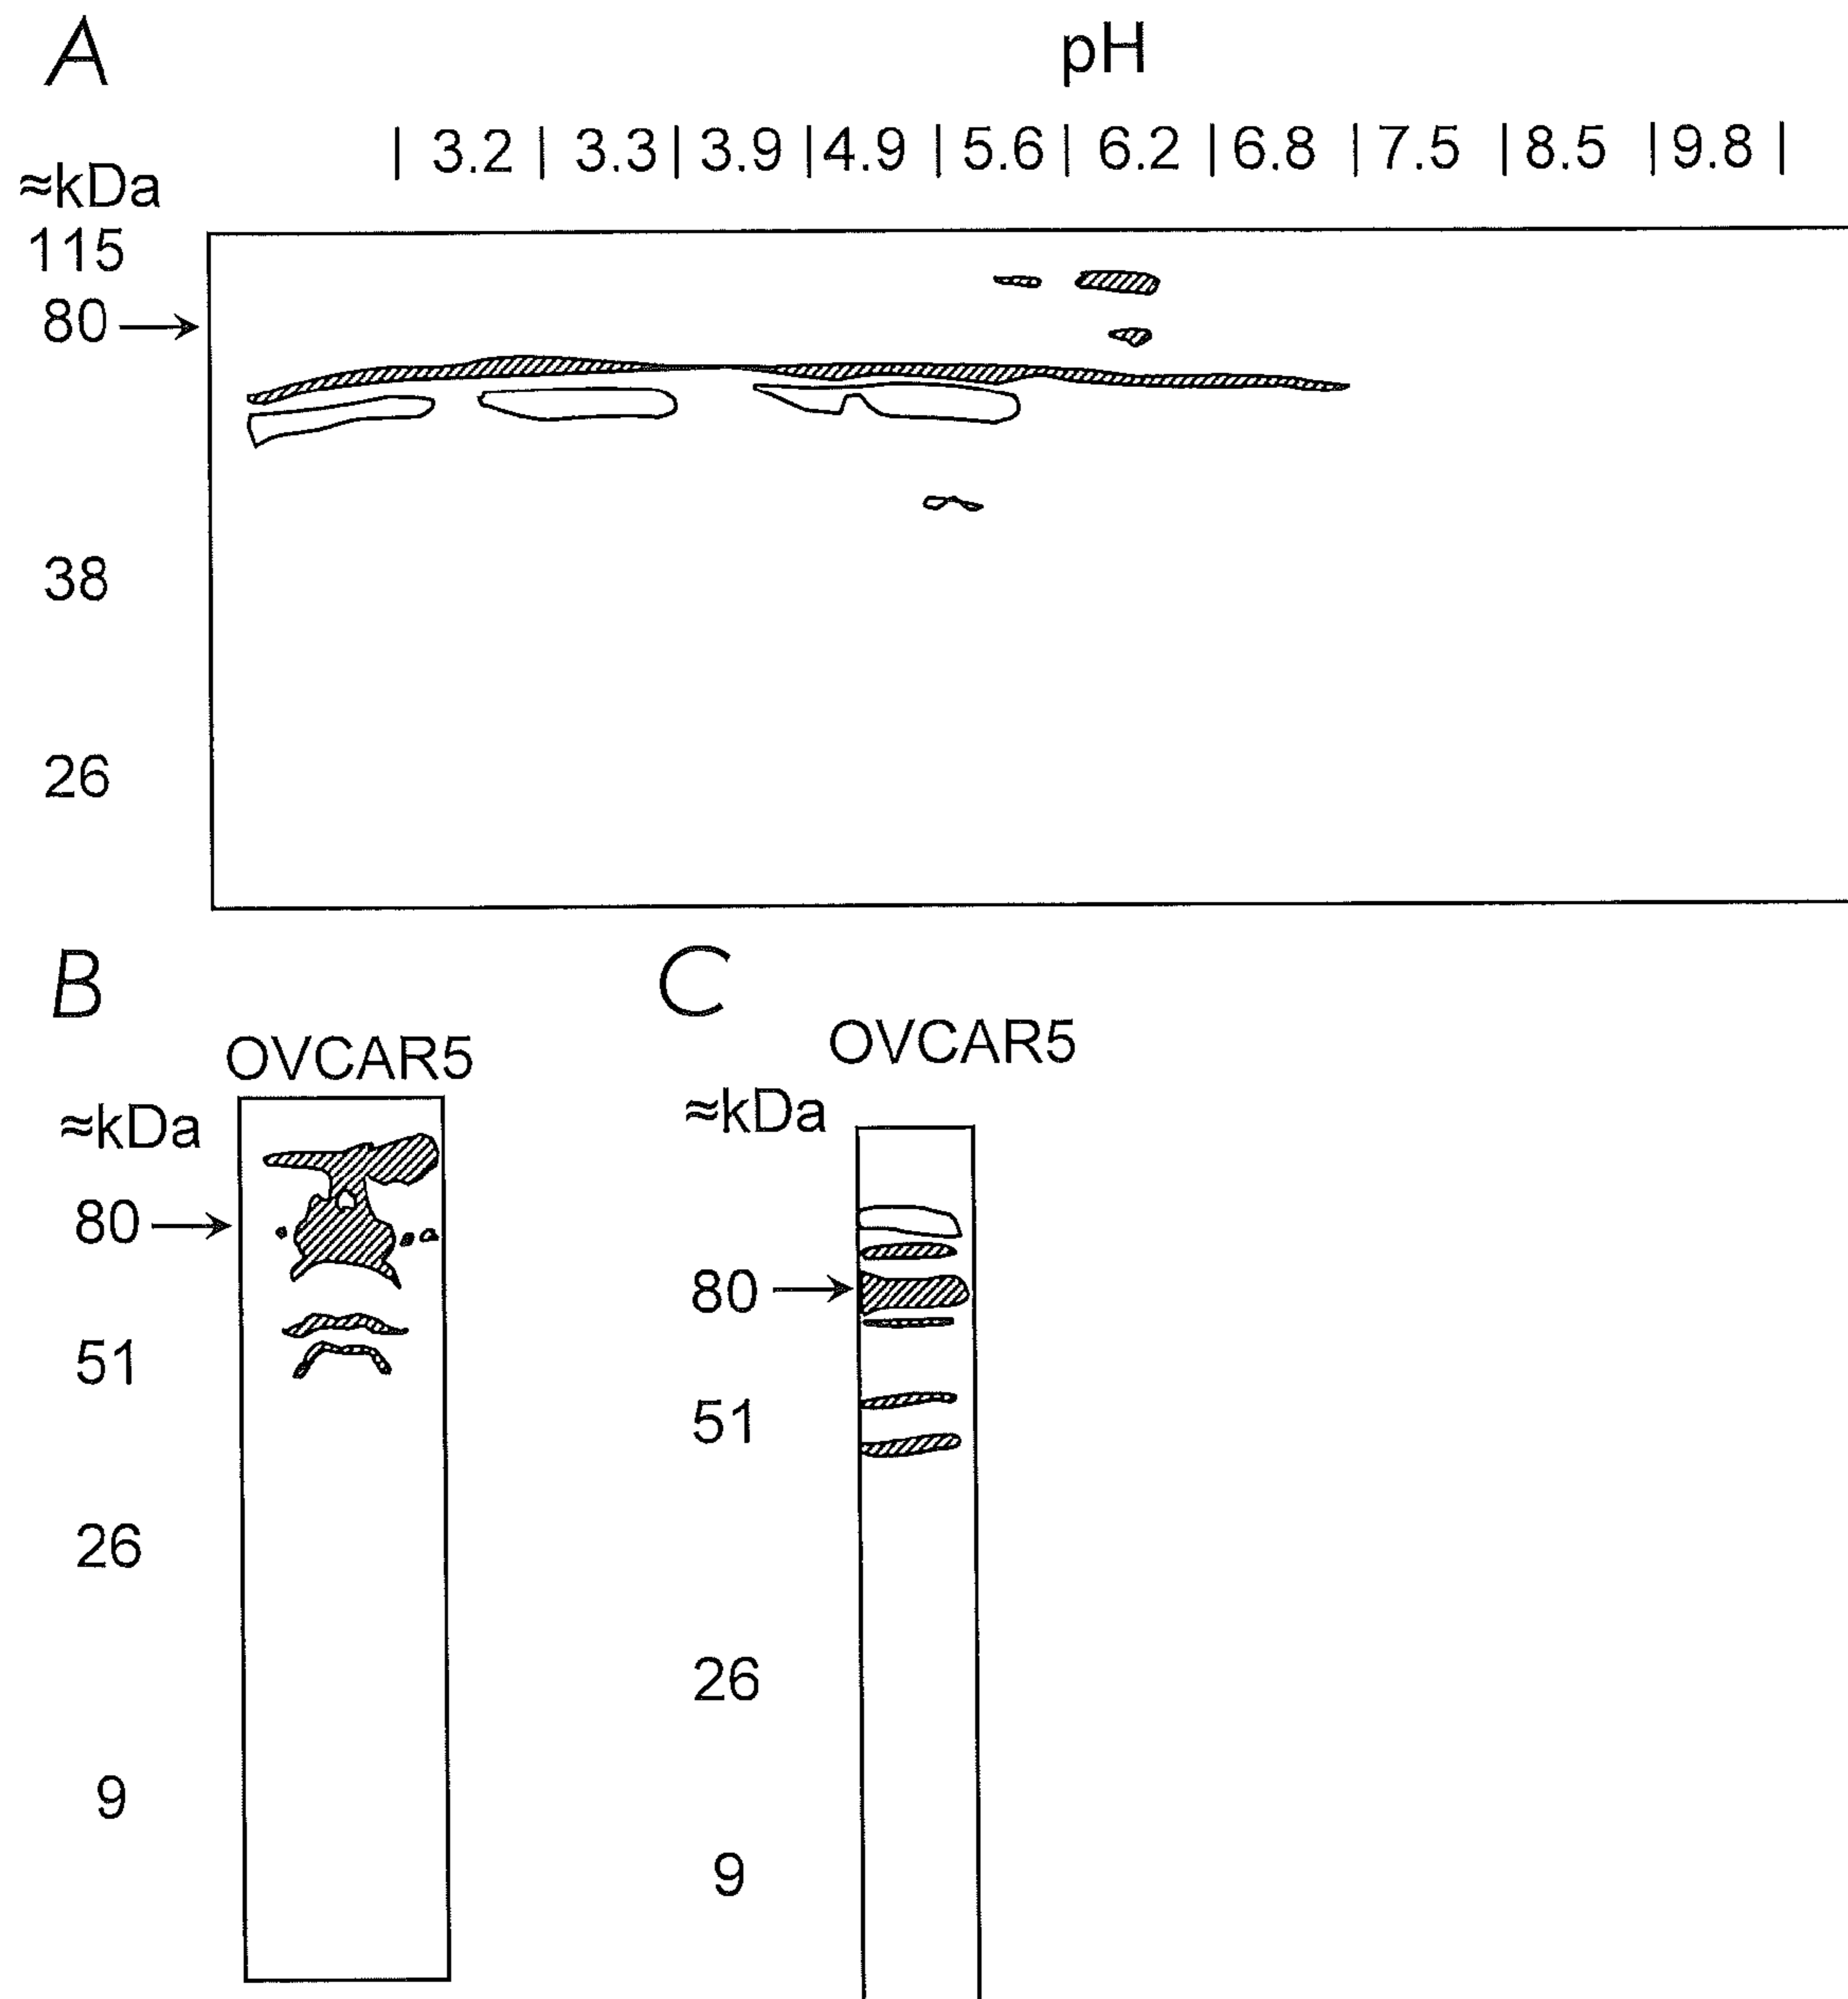 A
pH
| 3.2 | 3.3 | 3.9 | 4.9 | 5.6 | 6.2 | 6.8 | 7.5 | 8.5 | 9.8 |
≈kDa
115
80
38
26
B
OVCAR5
≈kDa
80
51
26
9
C
OVCAR5
≈kDa
80
51
26
9